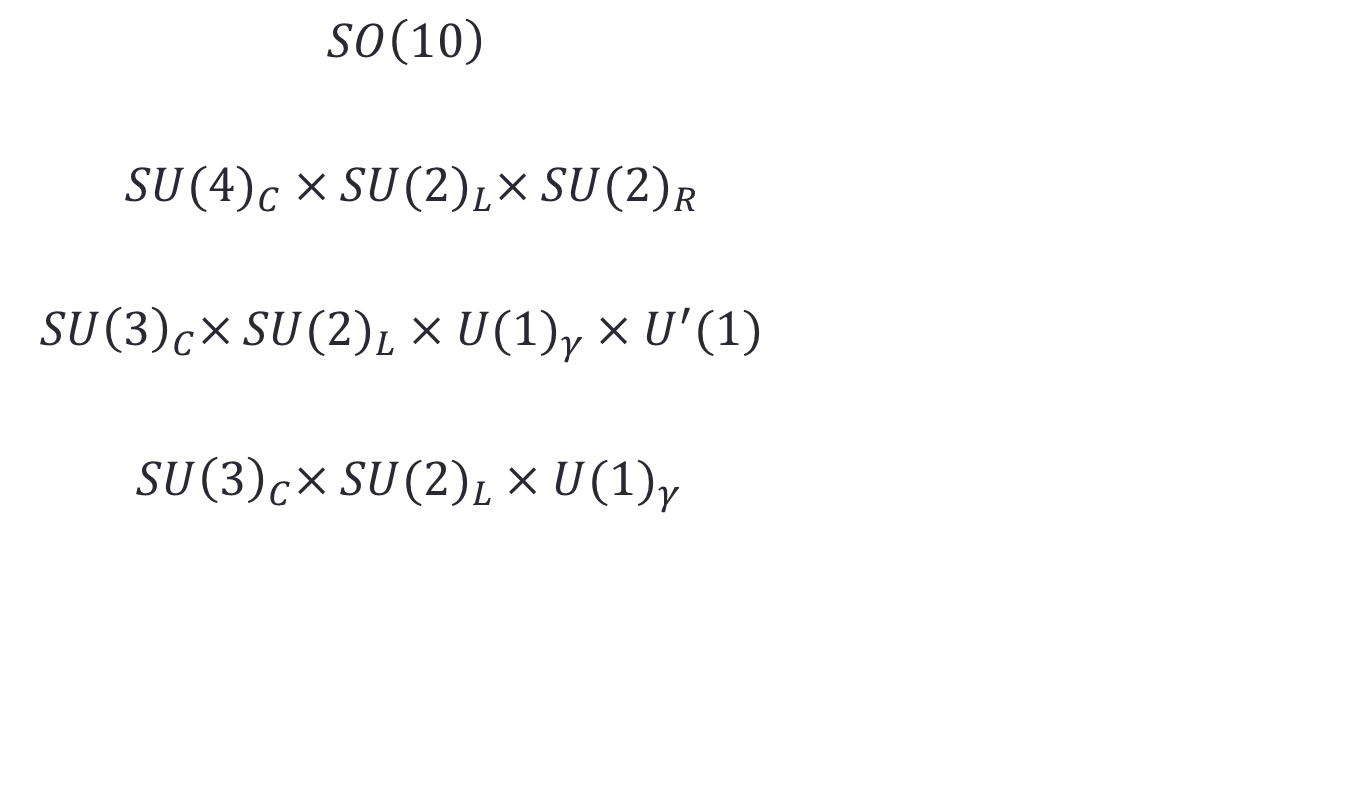 SO(10)
SU(4)_C × SU(2)_L × SU(2)_R
SU(3)_C × SU(2)_L × U(1)_γ × U′(1)
SU(3)_C × SU(2)_L × U(1)_γ